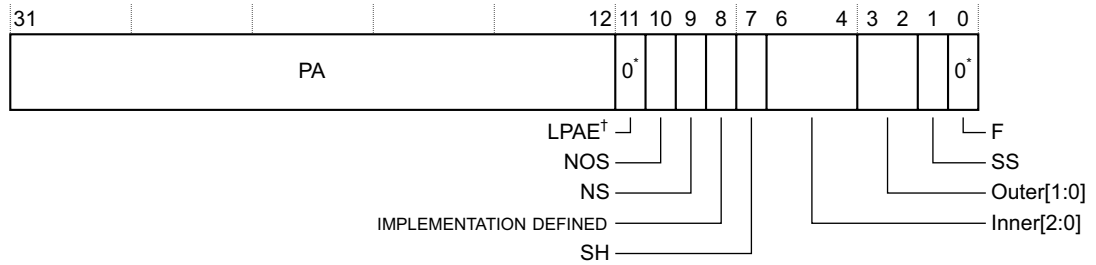 31 12 11 10 9 8 7 6 4 3 2 1 0
PA 0* 0*
LPAE† F
NOS SS
NS Outer[1:0]
IMPLEMENTATION DEFINED Inner[2:0]
SH